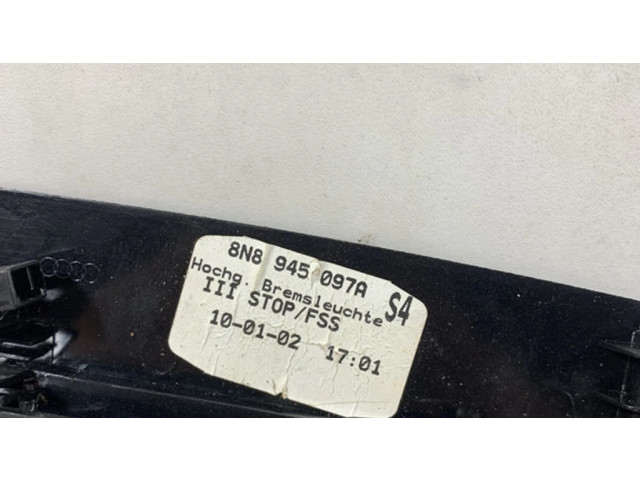 8N8 945 097A
Hochg. Bremsleuchte S4
III STOP/FSS
10-01-02 17:01